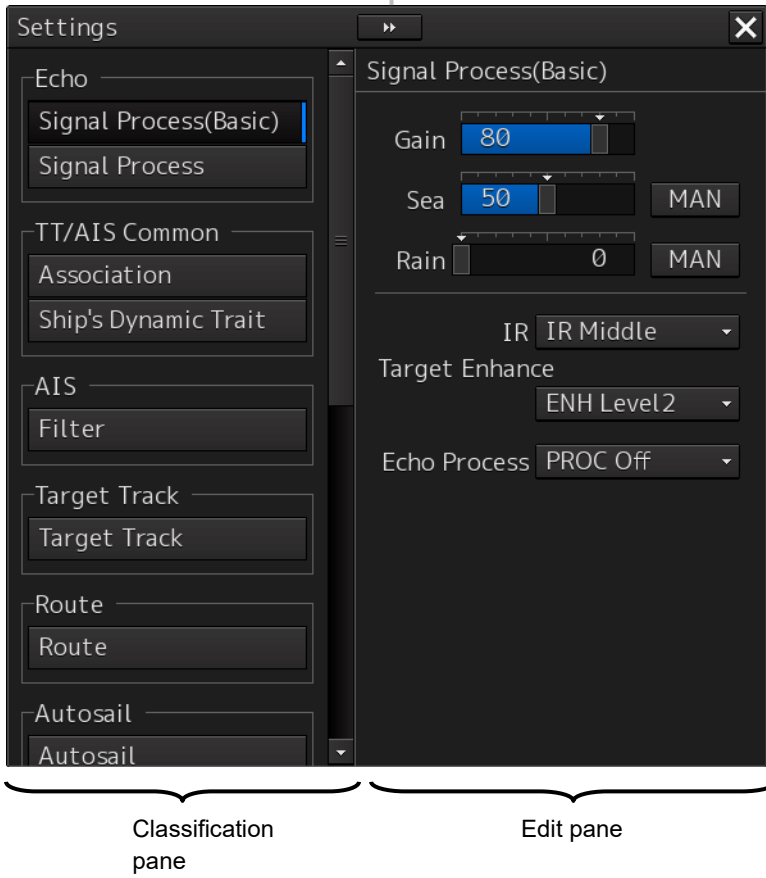 Settings
Echo
Signal Process(Basic)
Signal Process
TT/AIS Common
Association
Ship's Dynamic Trait
AIS
Filter
Target Track
Target Track
Route
Route
Autosail
Autosail
Signal Process(Basic)
Gain 80
Sea 50 MAN
Rain 0 MAN
IR IR Middle
Target Enhance
ENH Level2
Echo Process PROC Off
Classification
pane
Edit pane